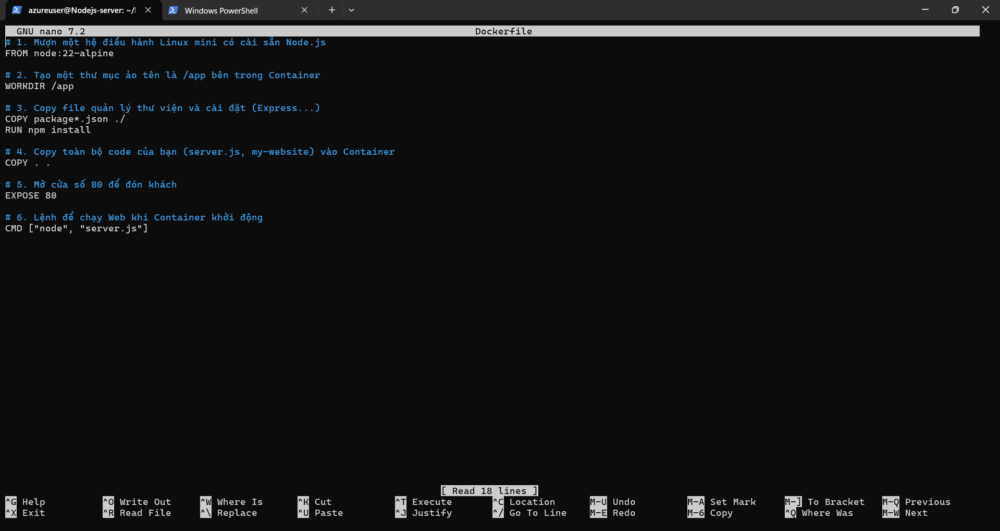 azureuser@Nodejs-server: ~/
Windows PowerShell
GNU nano 7.2 Dockerfile
# 1. Mượn một hệ điều hành Linux mini có cài sẵn Node.js
FROM node:22-alpine
# 2. Tạo một thư mục ảo tên là /app bên trong Container
WORKDIR /app
# 3. Copy file quản lý thư viện và cài đặt (Express...)
COPY package*.json ./
RUN npm install
# 4. Copy toàn bộ code của bạn (server.js, my-website) vào Container
COPY . .
# 5. Mở cửa số 80 để đón khách
EXPOSE 80
# 6. Lệnh để chạy Web khi Container khởi động
CMD ["node", "server.js"]
[ Read 18 lines ]
^G Help ^O Write Out ^W Where Is ^K Cut ^T Execute ^C Location M-U Undo M-A Set Mark M-] To Bracket M-Q Previous
^X Exit ^R Read File ^\ Replace ^U Paste ^J Justify ^/ Go To Line M-E Redo M-6 Copy ^Q Where Was M-W Next